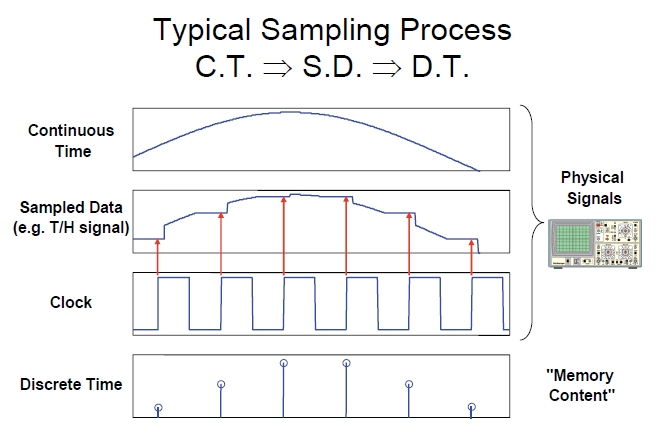 Typical Sampling Process
C.T. ⇒ S.D. ⇒ D.T.
Continuous
Time
Sampled Data
(e.g. T/H signal)
Clock
Discrete Time
Physical
Signals
"Memory
Content"